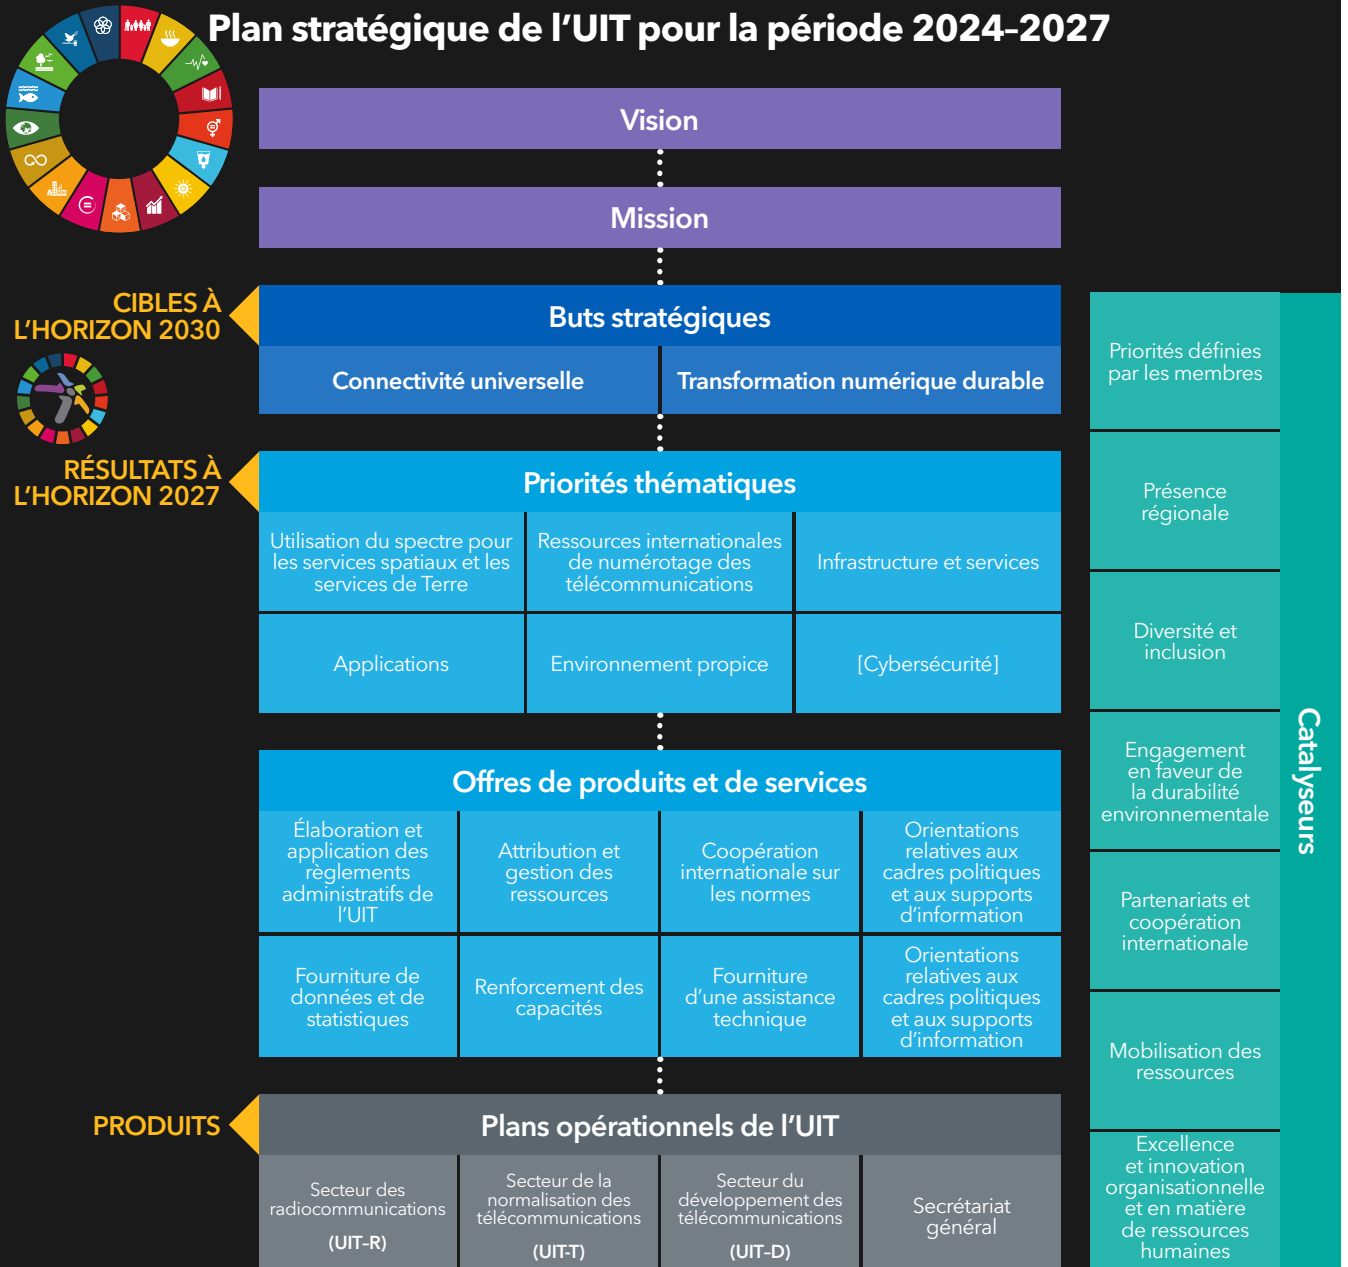 Plan stratégique de l’UIT pour la période 2024–2027
Vision
Mission
CIBLES À
L’HORIZON 2030
Buts stratégiques
Connectivité universelle
Transformation numérique durable
RÉSULTATS À
L’HORIZON 2027
Priorités thématiques
Utilisation du spectre pour
les services spatiaux et les
services de Terre
Ressources internationales
de numérotage des
télécommunications
Infrastructure et services
Applications
Environnement propice
[Cybersécurité]
Offres de produits et de services
Élaboration et
application des
règlements
administratifs de
l’UIT
Attribution et
gestion des
ressources
Coopération
internationale sur
les normes
Orientations
relatives aux
cadres politiques
et aux supports
d’information
Fourniture de
données et de
statistiques
Renforcement des
capacités
Fourniture
d’une assistance
technique
Orientations
relatives aux
cadres politiques
et aux supports
d’information
PRODUITS
Plans opérationnels de l’UIT
Secteur des
radiocommunications
(UIT–R)
Secteur de la
normalisation des
télécommunications
(UIT-T)
Secteur du
développement des
télécommunications
(UIT–D)
Secrétariat
général
Priorités définies
par les membres
Présence
régionale
Diversité et
inclusion
Engagement
en faveur de
la durabilité
environnementale
Partenariats et
coopération
internationale
Mobilisation des
ressources
Excellence
et innovation
organisationnelle
et en matière
de ressources
humaines
Catalyseurs